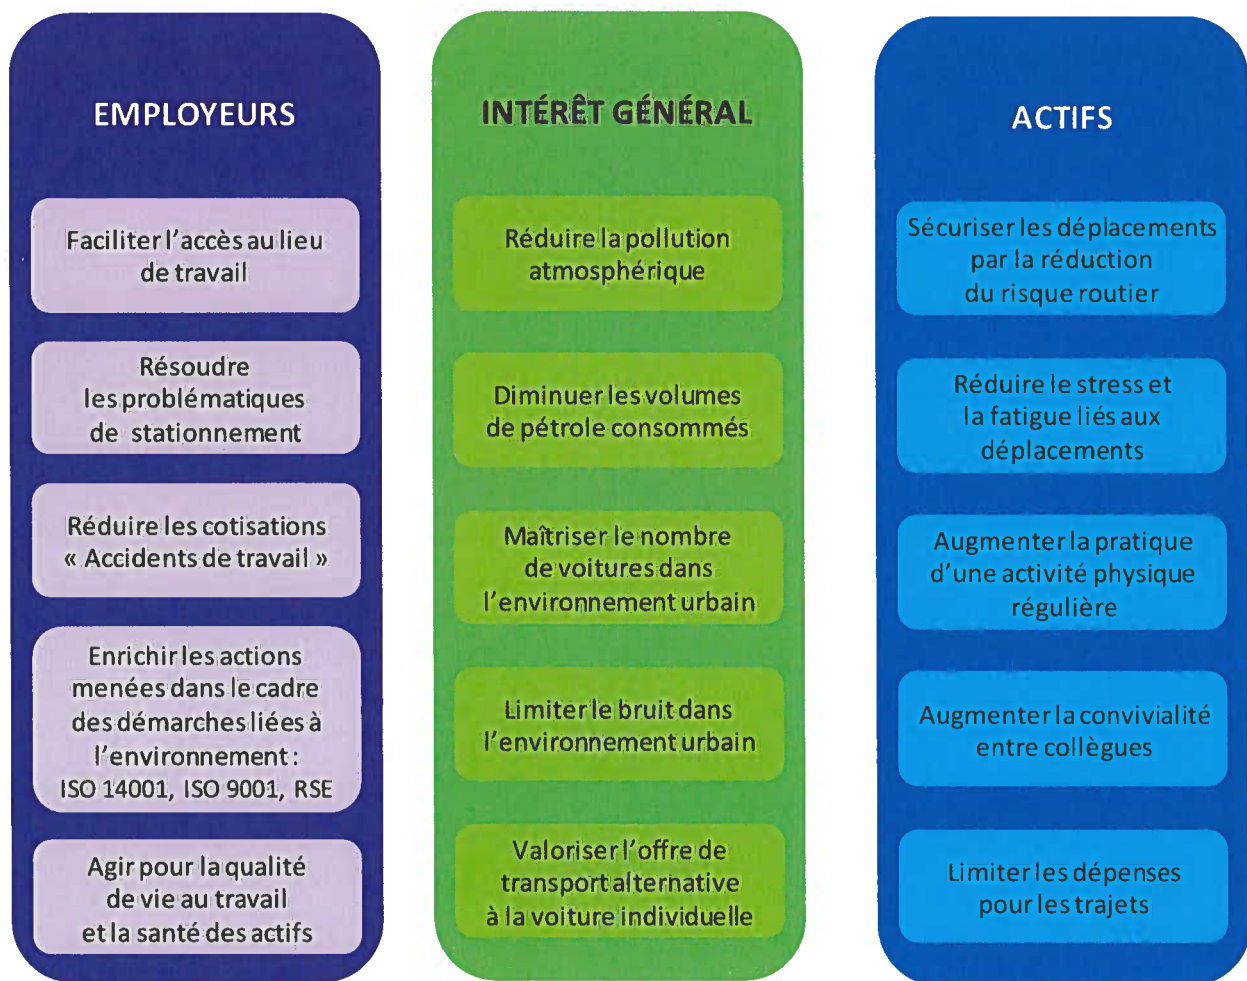 EMPLOYEURS
Faciliter l'accès au lieu
de travail
Résoudre
les problématiques
de stationnement
Réduire les cotisations
« Accidents de travail »
Enrichir les actions
menées dans le cadre
des démarches liées à
l'environnement :
ISO 14001, ISO 9001, RSE
Agir pour la qualité
de vie au travail
et la santé des actifs
INTÉRÊT GÉNÉRAL
Réduire la pollution
atmosphérique
Diminuer les volumes
de pétrole consommés
Maîtriser le nombre
de voitures dans
l'environnement urbain
Limiter le bruit dans
l'environnement urbain
Valoriser l'offre de
transport alternative
à la voiture individuelle
ACTIFS
Sécuriser les déplacements
par la réduction
du risque routier
Réduire le stress et
la fatigue liés aux
déplacements
Augmenter la pratique
d'une activité physique
régulière
Augmenter la convivialité
entre collègues
Limiter les dépenses
pour les trajets